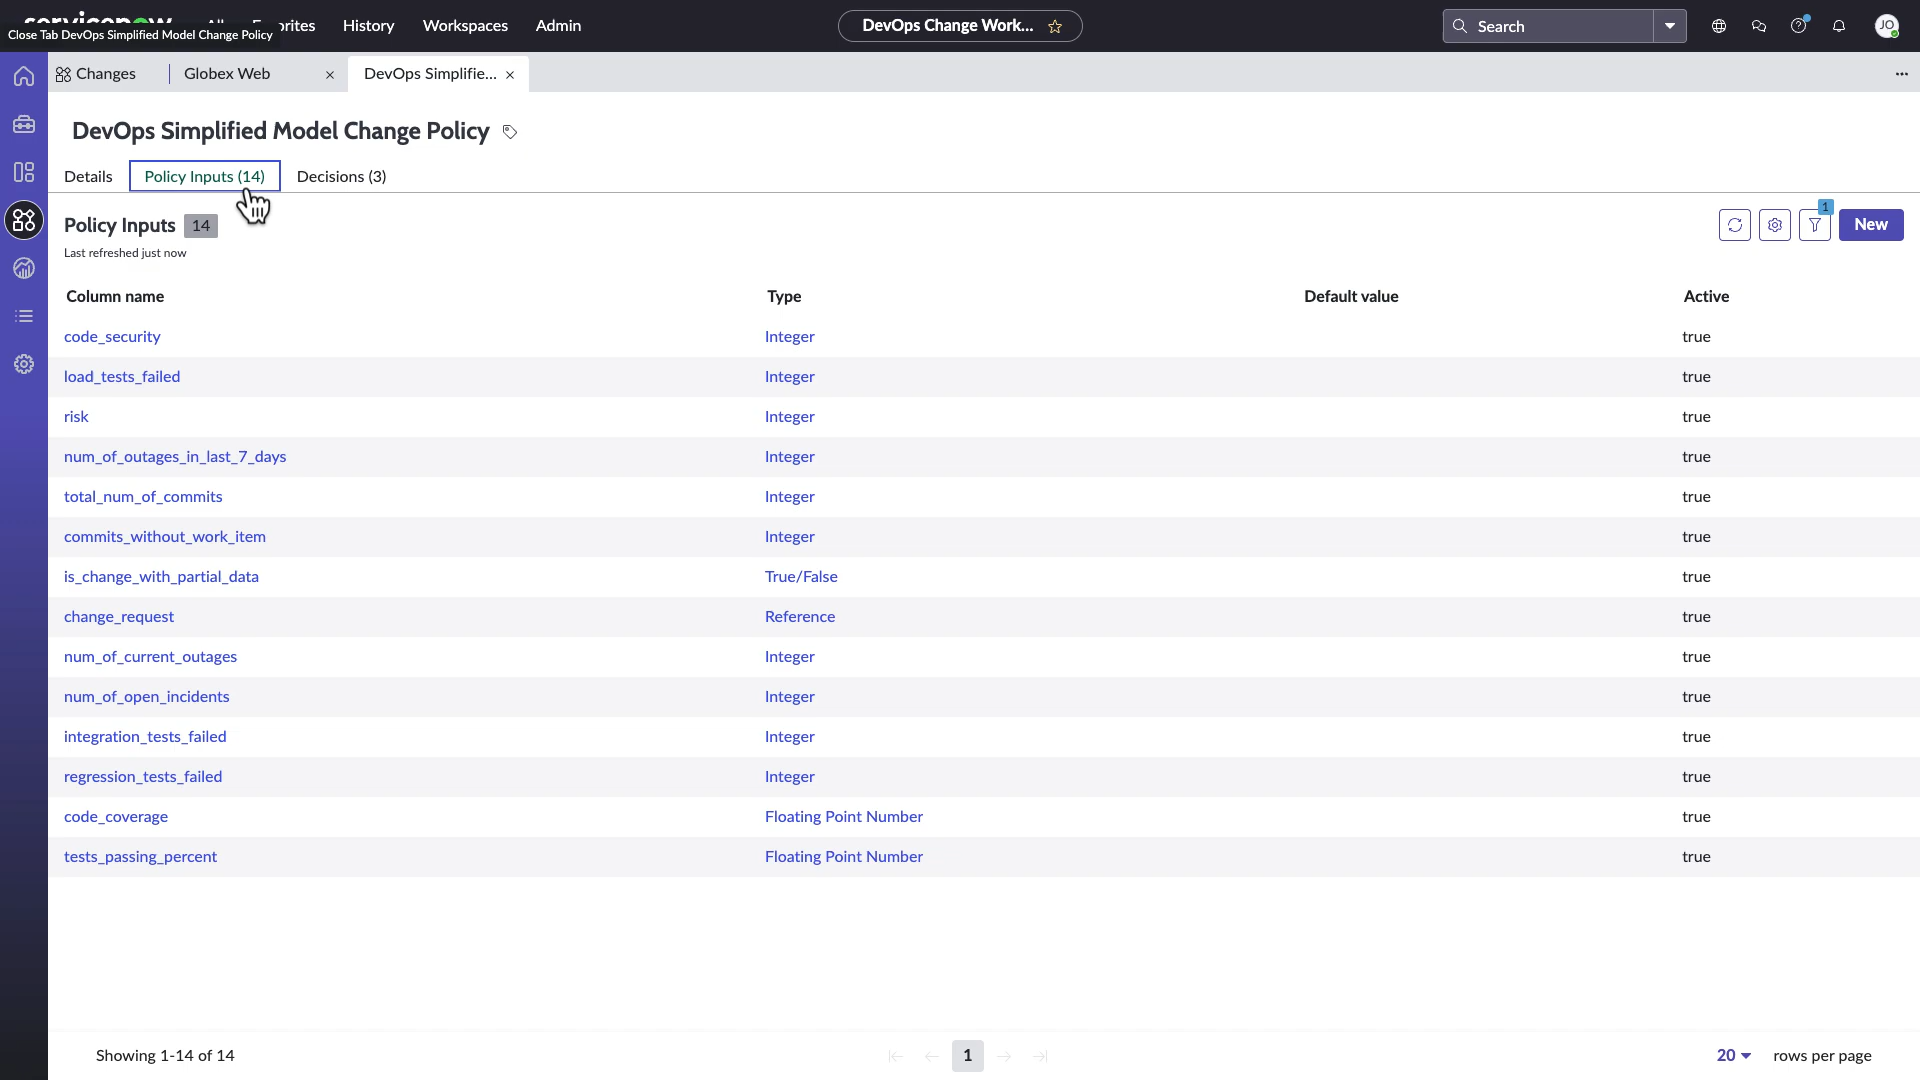 Close Tab DevOps Simplified Model Change Policy
History
Workspaces
Admin
DevOps Change Work...
Search
JO
Changes
Globex Web
DevOps Simplifie...
DevOps Simplified Model Change Policy
Details
Policy Inputs (14)
Decisions (3)
Policy Inputs 14
Last refreshed just now
1
New
Column name Type Default value Active
code_security Integer true
load_tests_failed Integer true
risk Integer true
num_of_outages_in_last_7_days Integer true
total_num_of_commits Integer true
commits_without_work_item Integer true
is_change_with_partial_data True/False true
change_request Reference true
num_of_current_outages Integer true
num_of_open_incidents Integer true
integration_tests_failed Integer true
regression_tests_failed Integer true
code_coverage Floating Point Number true
tests_passing_percent Floating Point Number true
Showing 1-14 of 14
1
20 rows per page